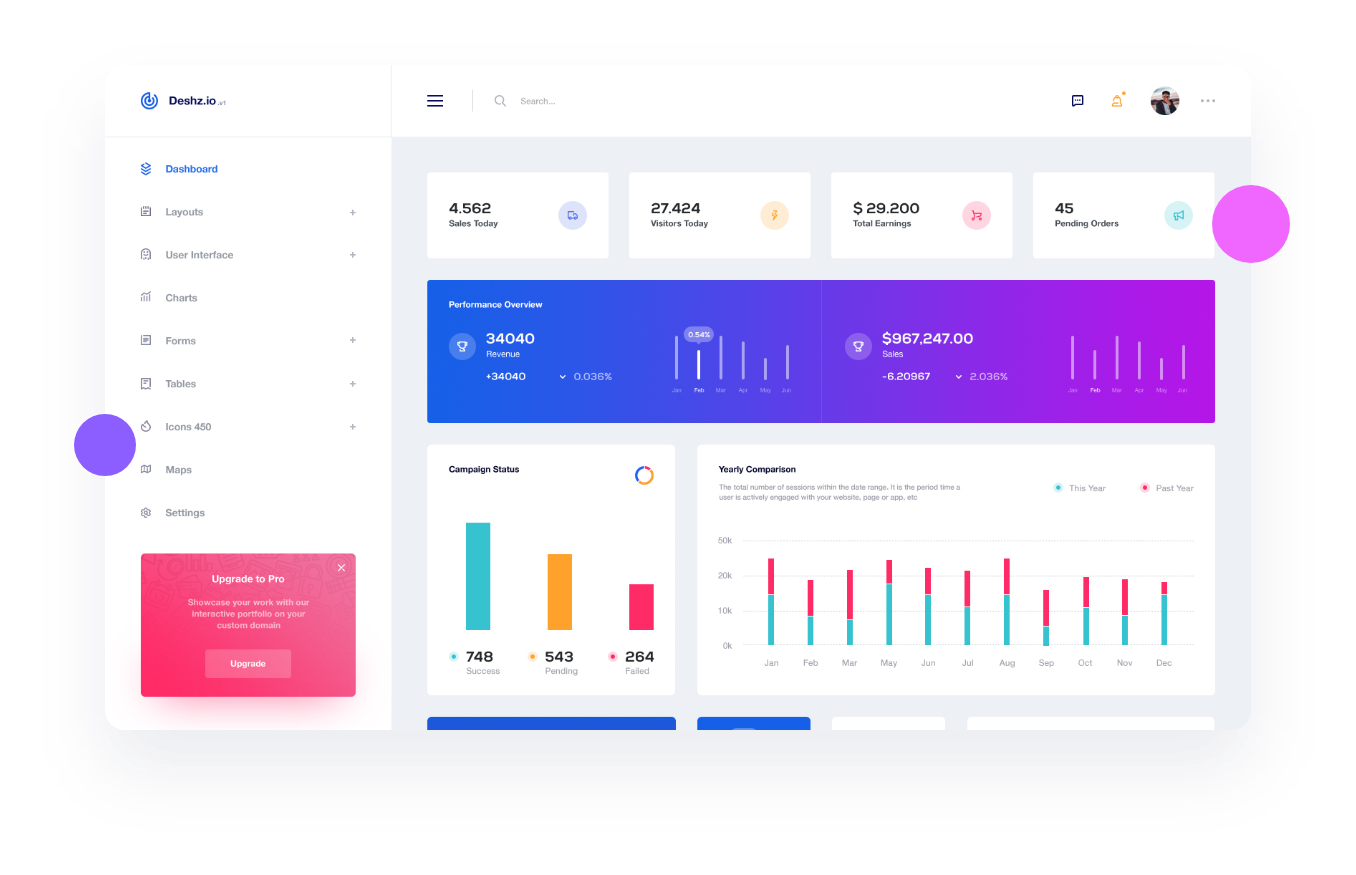 Deshz.io .v1
Search...
Dashboard
Layouts +
User Interface +
Charts
Forms +
Tables +
Icons 450 +
Maps
Settings
Upgrade to Pro
Showcase your work with our
interactive portfolio on your
custom domain
Upgrade
4.562
Sales Today
27.424
Visitors Today
$ 29.200
Total Earnings
45
Pending Orders
Performance Overview
34040
Revenue
+34040 0.036%
0.54%
Jan Feb Mar Apr May Jun
$967,247.00
Sales
-6.20967 2.036%
Jan Feb Mar Apr May Jun
Campaign Status
748
Success
543
Pending
264
Failed
Yearly Comparison
The total number of sessions within the date range. It is the period time a
user is actively engaged with your website, page or app, etc
This Year Past Year
50k
20k
10k
0k
Jan Feb Mar May Jun Jul Aug Sep Oct Nov Dec